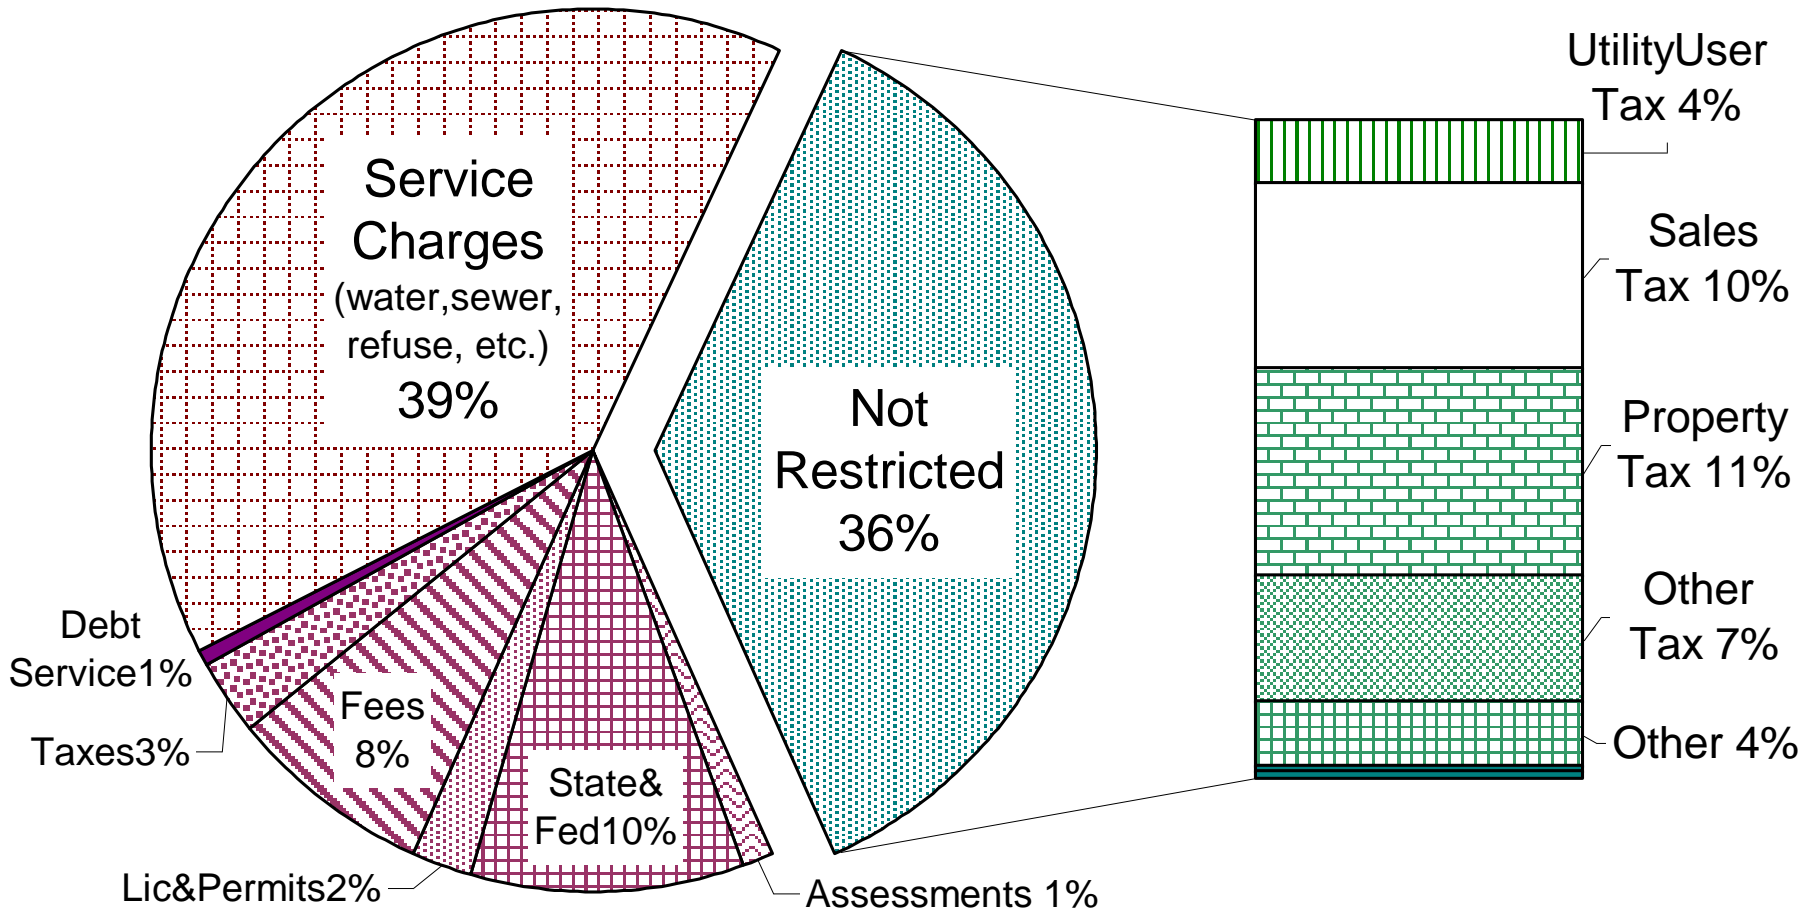 Service
Charges
(water,sewer,
refuse, etc.)
39%
Not
Restricted
36%
UtilityUser
Tax 4%
Sales
Tax 10%
Property
Tax 11%
Other
Tax 7%
Other 4%
Debt
Service1%
Taxes3%
Fees
8%
Lic&Permits2%
State&
Fed10%
Assessments 1%